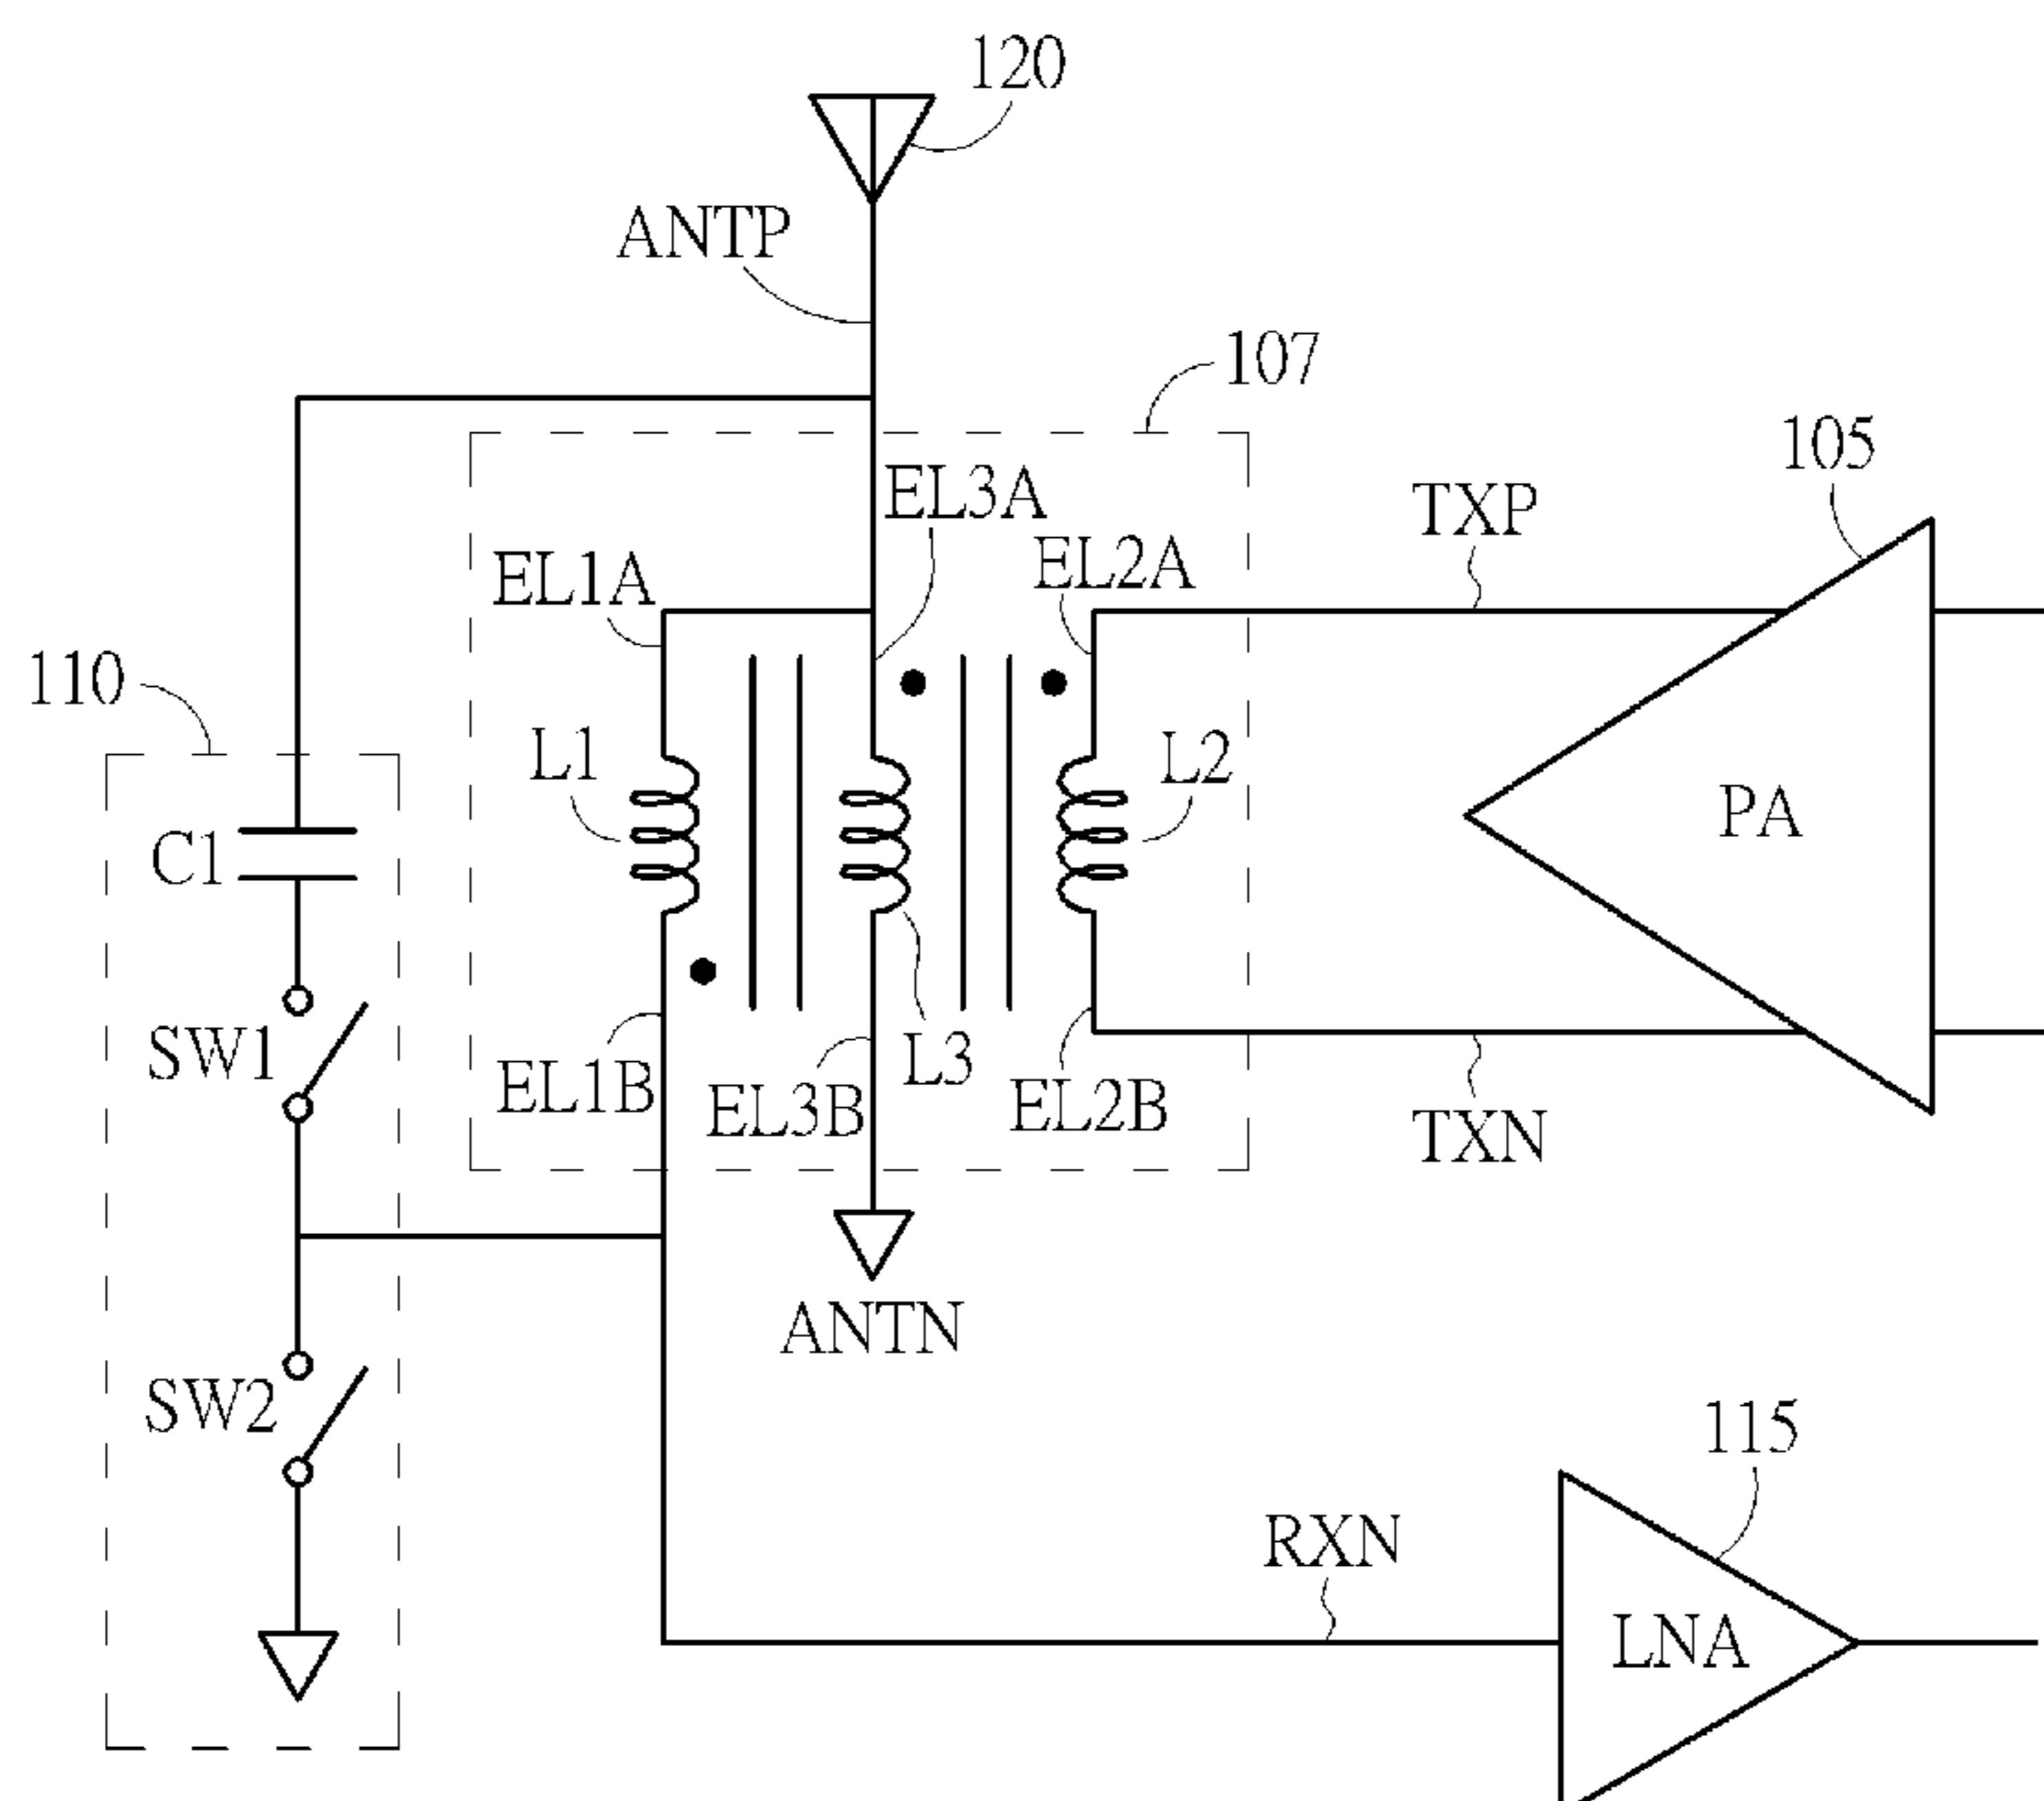 120
ANTP
107
105
EL3A
TXP
EL2A
EL1A
110
L1
L2
PA
C1
SW1
L3
EL1B
EL3B
EL2B
TXN
ANTN
SW2
115
RXN
LNA